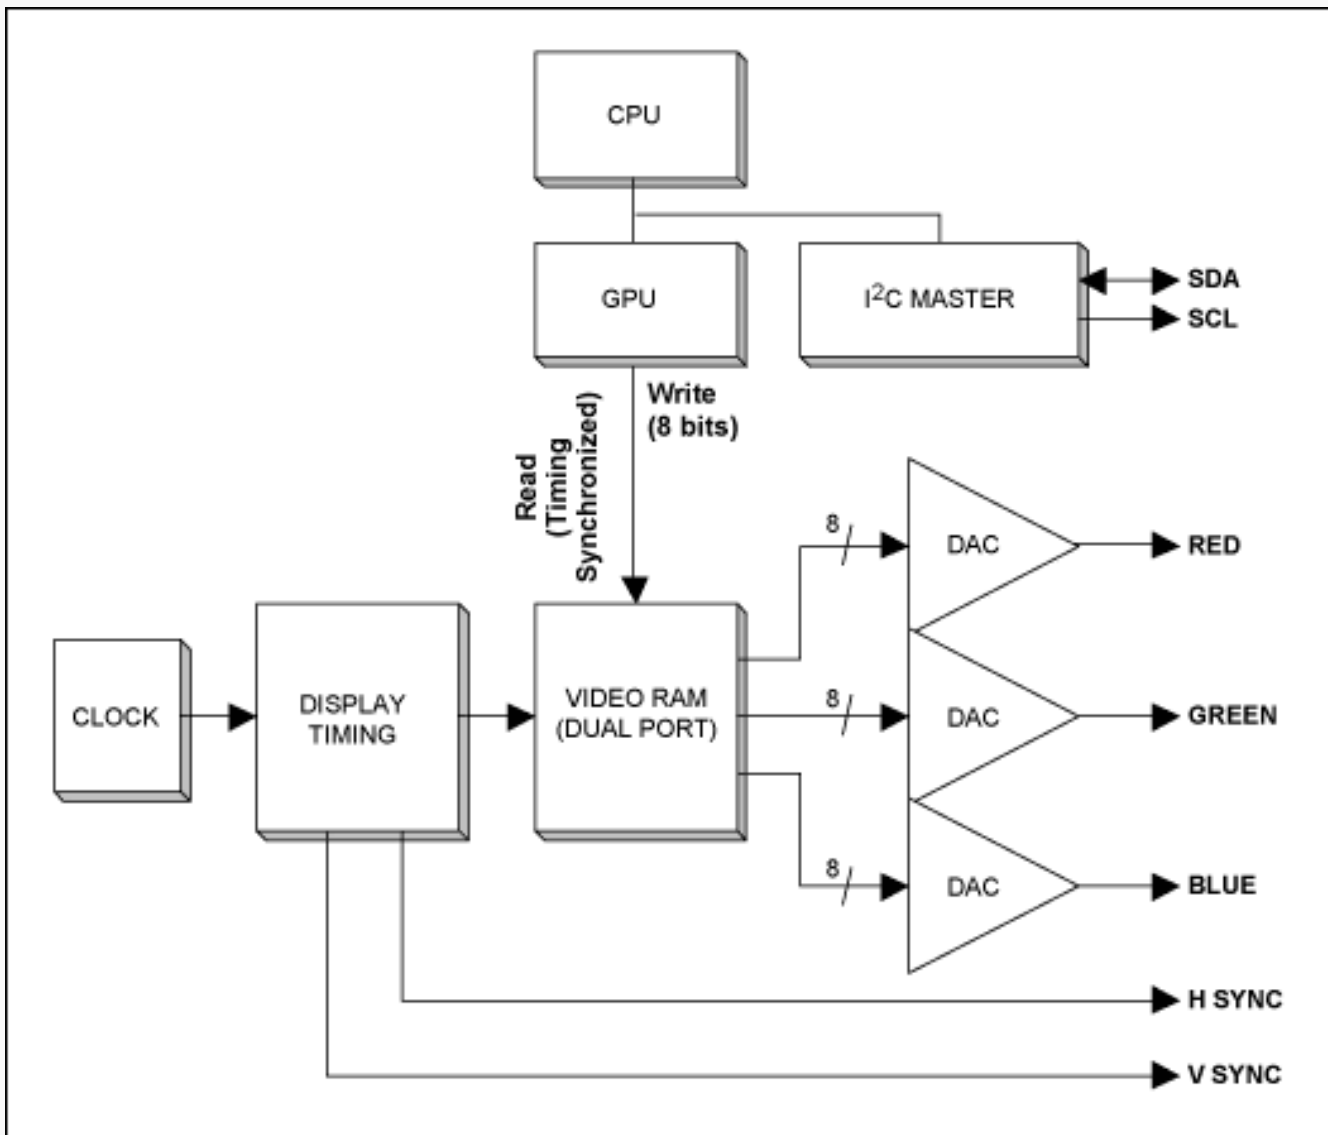 CPU
GPU
I²C MASTER
SDA
SCL
Write
(8 bits)
Read
(Timing
Synchronized)
8
DAC
RED
CLOCK
DISPLAY
TIMING
VIDEO RAM
(DUAL PORT)
8
DAC
GREEN
8
DAC
BLUE
H SYNC
V SYNC